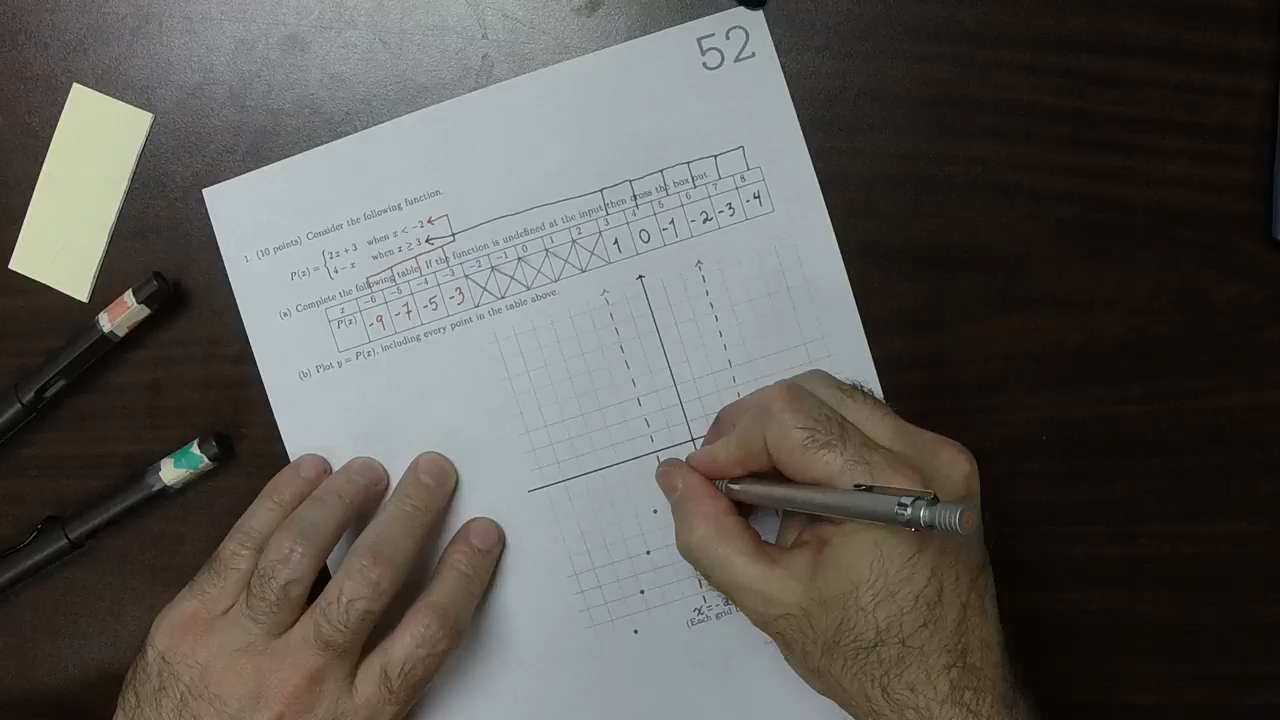 52
1. (10 points) Consider the following function.
P(x) = { 2x + 3 when x < −2
4 − x when x ≥ 3
(a) Complete the following table. If the function is undefined at the input then cross the box out.
x −6 −5 −4 −3 −2 −1 0 1 2 3 4 5 6 7 8
P(x) -9 -7 -5 -3 1 0 -1 -2 -3 -4
(b) Plot y = P(x), including every point in the table above.
x=-2
(Each grid